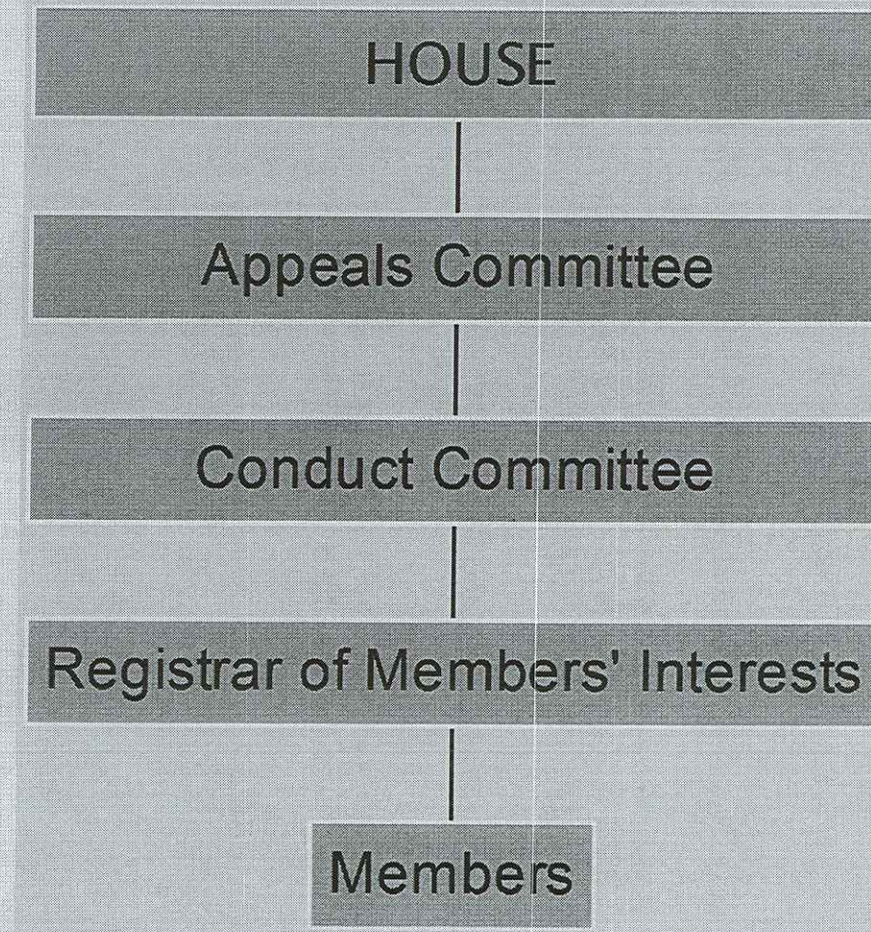 HOUSE
Appeals Committee
Conduct Committee
Registrar of Members' Interests
Members